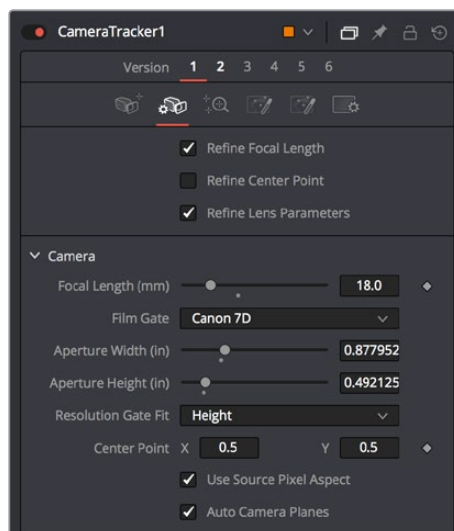 CameraTracker1
Version 1 2 3 4 5 6
Refine Focal Length
Refine Center Point
Refine Lens Parameters
Camera
Focal Length (mm) 18.0
Film Gate Canon 7D
Aperture Width (in) 0.877952
Aperture Height (in) 0.492125
Resolution Gate Fit Height
Center Point X 0.5 Y 0.5
Use Source Pixel Aspect
Auto Camera Planes